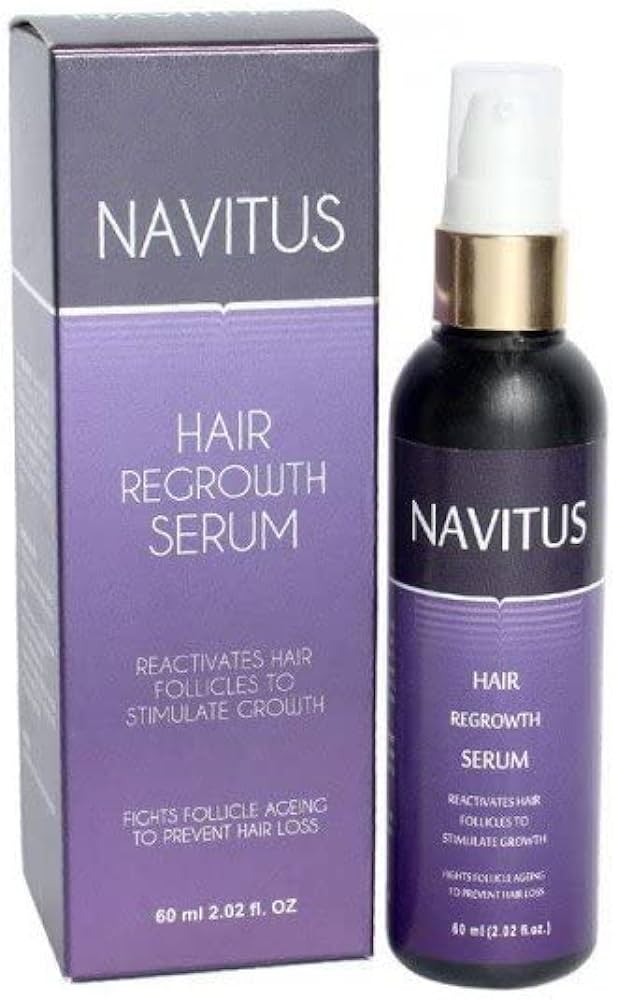 NAVITUS
NAVITUS
HAIR
REGROWTH
SERUM
REACTIVATES HAIR
FOLLICLES TO
STIMULATE GROWTH
FIGHTS FOLLICLE AGEING
TO PREVENT HAIR LOSS
60 ml 2.02 fl. OZ
NAVITUS
HAIR
REGROWTH
SERUM
REACTIVATES HAIR
FOLLICLES TO
STIMULATE GROWTH
FIGHTS FOLLICLE AGEING
TO PREVENT HAIR LOSS
60 ml (2.02 fl.oz.)